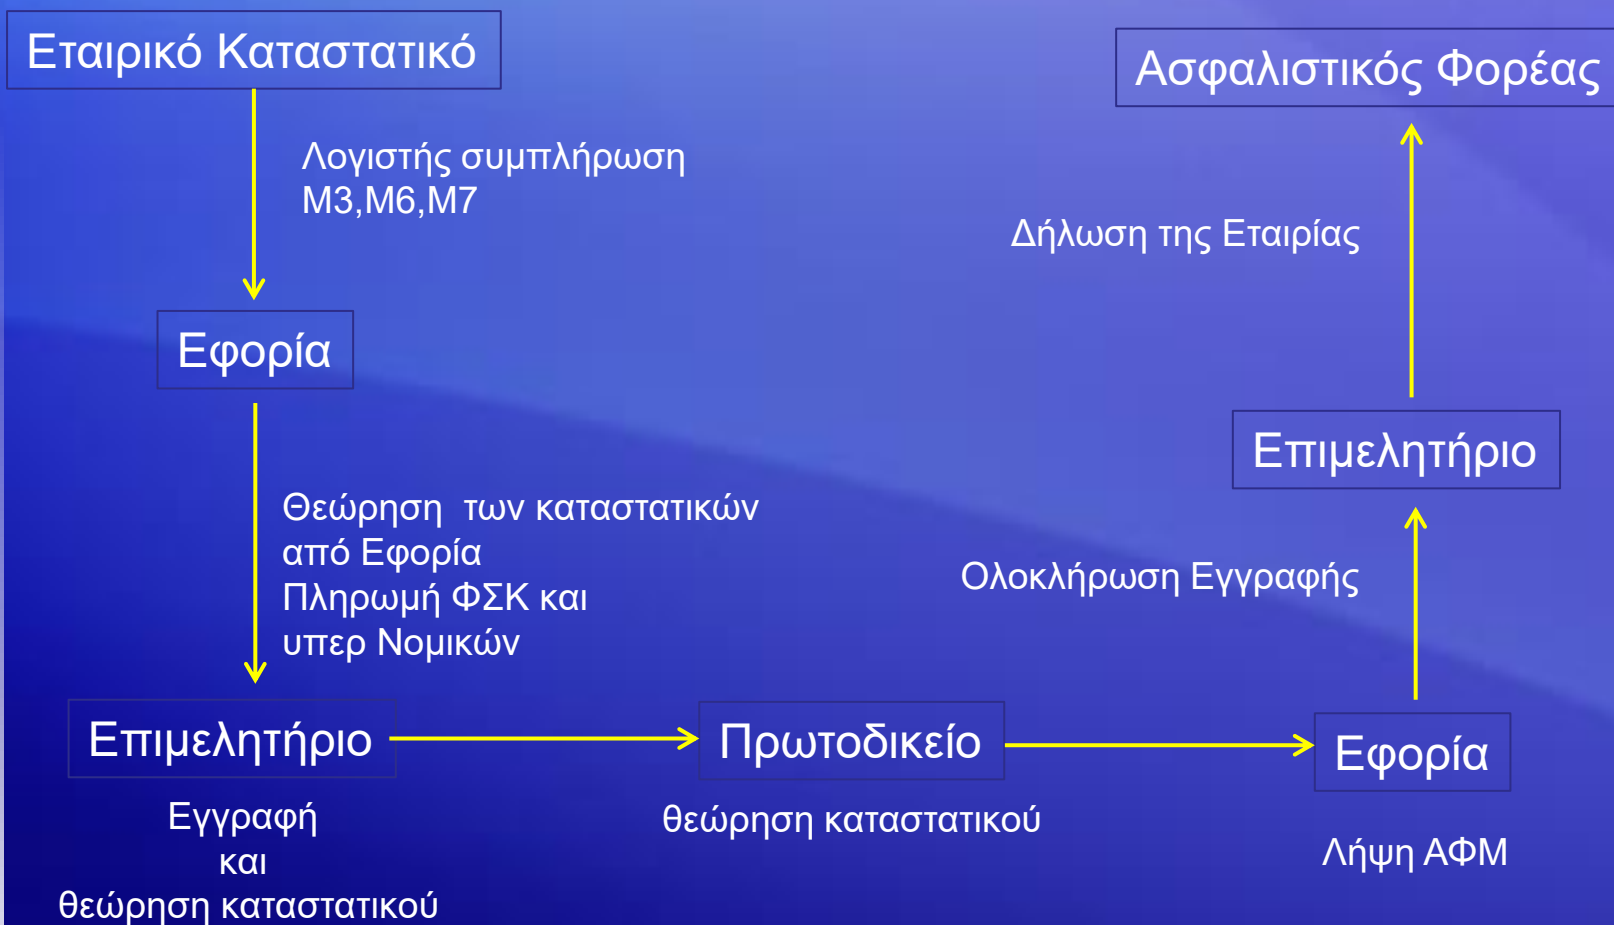 Εταιρικό Καταστατικό
Λογιστής συμπλήρωση
Μ3,Μ6,Μ7
Εφορία
Θεώρηση  των καταστατικών
από Εφορία
Πληρωμή ΦΣΚ και
υπερ Νομικών
Επιμελητήριο
Εγγραφή
και
θεώρηση καταστατικού
Πρωτοδικείο
θεώρηση καταστατικού
Εφορία
Λήψη ΑΦΜ
Ολοκλήρωση Εγγραφής
Επιμελητήριο
Δήλωση της Εταιρίας
Ασφαλιστικός Φορέας